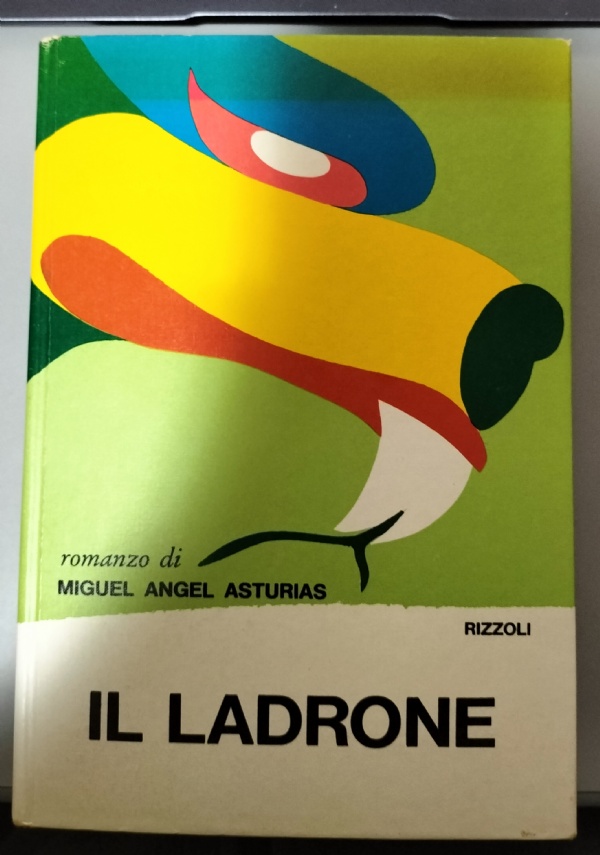 romanzo di
MIGUEL ANGEL ASTURIAS
RIZZOLI
IL LADRONE